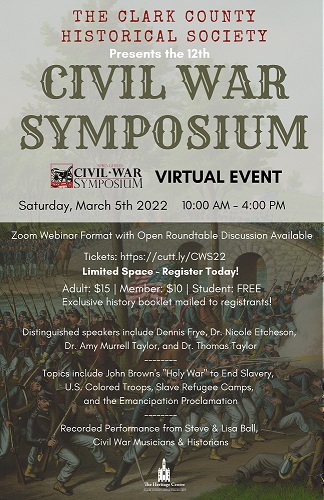 THE CLARK COUNTY
HISTORICAL SOCIETY
Presents the 12th
CIVIL WAR
SYMPOSIUM
CIVIL·WAR
SYMPOSIUM
VIRTUAL EVENT
Saturday, March 5th 2022 10:00 AM - 4:00 PM
Zoom Webinar Format with Open Roundtable Discussion Available
Tickets: https://cutt.ly/CWS22
Limited Space - Register Today!
Adult: $15 | Member: $10 | Student: FREE
Exclusive history booklet mailed to registrants!
Distinguished speakers include Dennis Frye, Dr. Nicole Etcheson,
Dr. Amy Murrell Taylor, and Dr. Thomas Taylor
--------
Topics include John Brown's "Holy War" to End Slavery,
U.S. Colored Troops, Slave Refugee Camps,
and the Emancipation Proclamation
--------
Recorded Performance from Steve & Lisa Ball,
Civil War Musicians & Historians
The Heritage Center